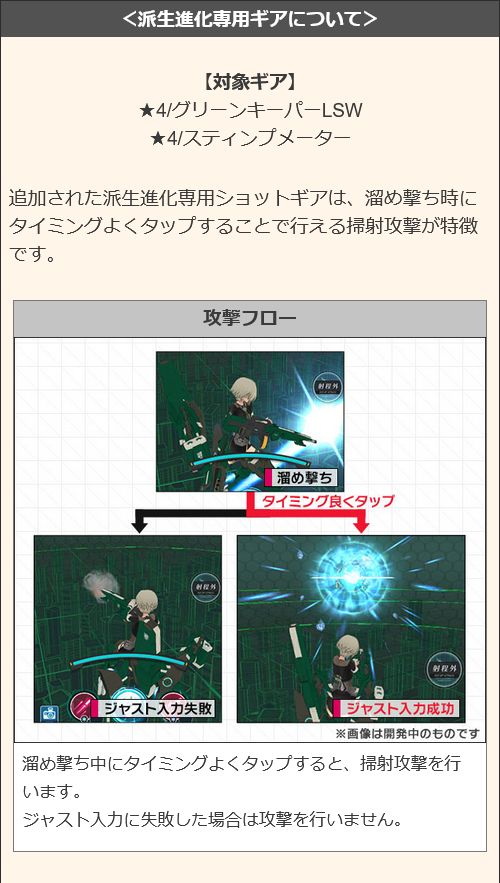 ＜派生進化専用ギアについて＞
【対象ギア】
★4/グリーンキーパーLSW
★4/スティンプメーター
追加された派生進化専用ショットギアは、溜め撃ち時に
タイミングよくタップすることで行える掃射攻撃が特徴
です。
攻撃フロー
射程外
溜め撃ち
タイミング良くタップ
射程外
ジャスト入力失敗
射程外
ジャスト入力成功
※画像は開発中のものです
溜め撃ち中にタイミングよくタップすると、掃射攻撃を行
います。
ジャスト入力に失敗した場合は攻撃を行いません。